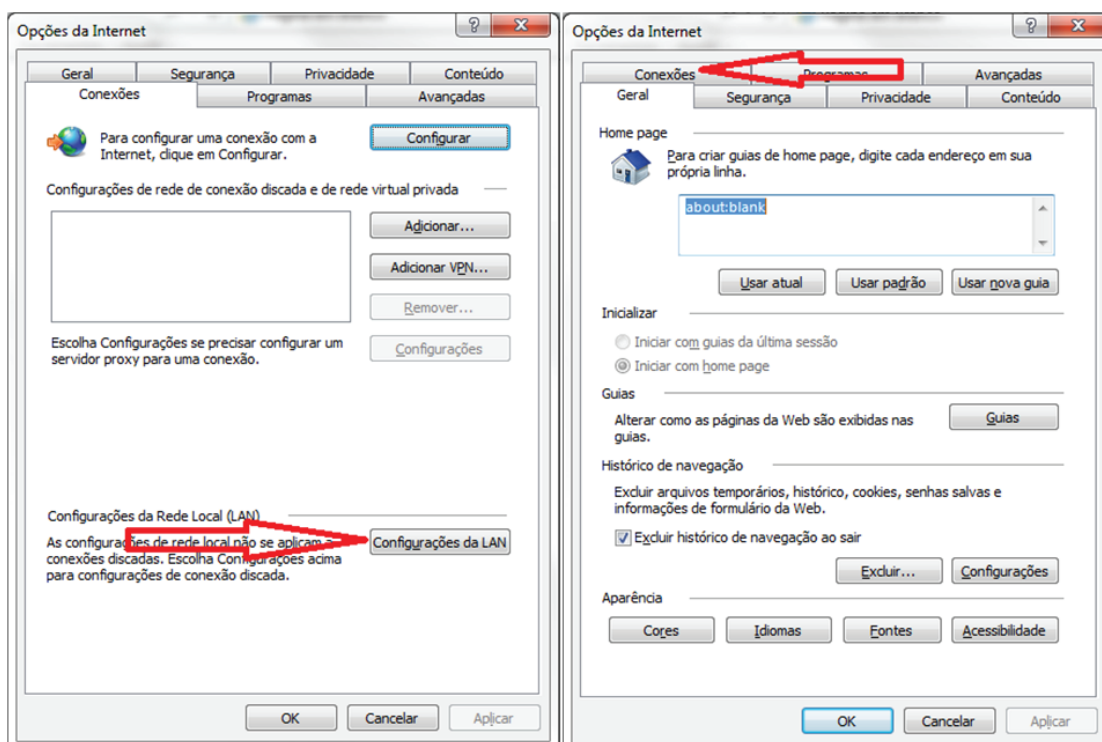 Opções da Internet
Geral
Segurança
Privacidade
Conteúdo
Conexões
Programas
Avançadas
Para configurar uma conexão com a
Internet, clique em Configurar.
Configurar
Configurações de rede de conexão discada e de rede virtual privada
Adicionar...
Adicionar VPN...
Remover...
Escolha Configurações se precisar configurar um
servidor proxy para uma conexão.
Configurações
Configurações da Rede Local (LAN)
As configurações de rede local não se aplicam a
conexões discadas. Escolha Configurações acima
para configurações de conexão discada.
Configurações da LAN
OK
Cancelar
Aplicar
Opções da Internet
Conexões
Programas
Avançadas
Geral
Segurança
Privacidade
Conteúdo
Home page
Para criar guias de home page, digite cada endereço em sua
própria linha.
about:blank
Usar atual
Usar padrão
Usar nova guia
Inicializar
Iniciar com guias da última sessão
Iniciar com home page
Guias
Alterar como as páginas da Web são exibidas nas
guias.
Guias
Histórico de navegação
Excluir arquivos temporários, histórico, cookies, senhas salvas e
informações de formulário da Web.
Excluir histórico de navegação ao sair
Excluir...
Configurações
Aparência
Cores
Idiomas
Fontes
Acessibilidade
OK
Cancelar
Aplicar